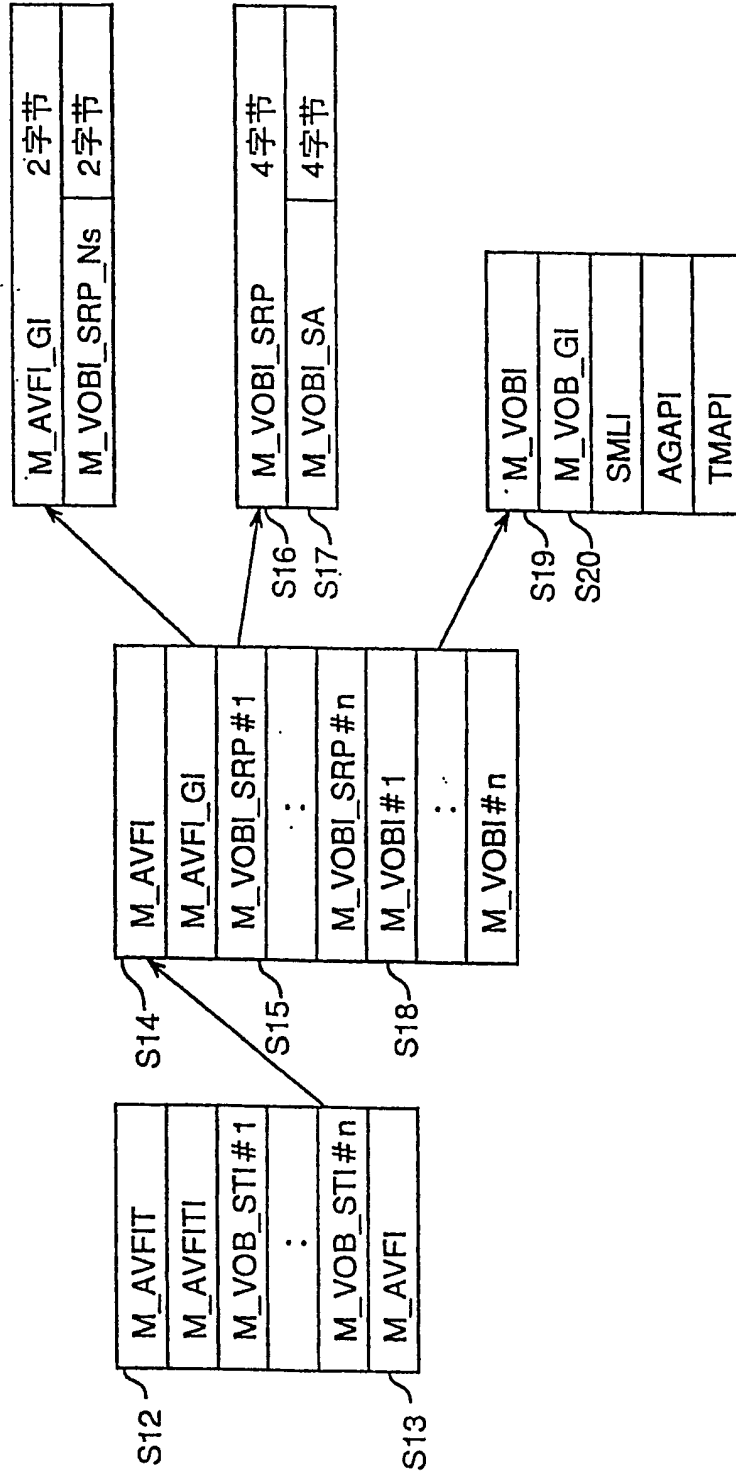 S12
M_AVFIT
M_AVFITI
M_VOB_STI#1
:
M_VOB_STI#n
M_AVFI
S13
S14
M_AVFI
M_AVFI_GI
S15
M_VOBI_SRP#1
:
M_VOBI_SRP#n
S18
M_VOBI#1
:
M_VOBI#n
M_AVFI_GI 2字节
M_VOBI_SRP_Ns 2字节
S16
M_VOBI_SRP 4字节
S17
M_VOBI_SA 4字节
S19
M_VOBI
S20
M_VOB_GI
SMLI
AGAPI
TMAPI